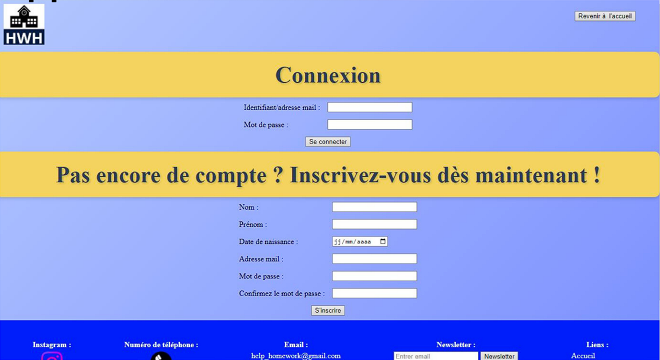 HWH
Revenir à l'accueil
Connexion
Identifiant/adresse mail :
Mot de passe :
Se connecter
Pas encore de compte ? Inscrivez-vous dès maintenant !
Nom :
Prénom :
Date de naissance : jj/mm/aaaa
Adresse mail :
Mot de passe :
Confirmez le mot de passe :
S'inscrire
Instagram : Numéro de téléphone : Email : Newsletter : Liens :
help_homework@gmail.com Entrer email Newsletter Accueil